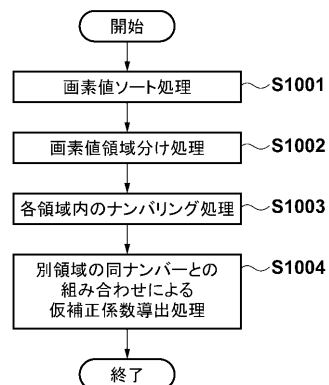 開始
画素値ソート処理
S1001
画素値領域分け処理
S1002
各領域内のナンバリング処理
S1003
別領域の同ナンバーとの
組み合わせによる
仮補正係数導出処理
S1004
終了